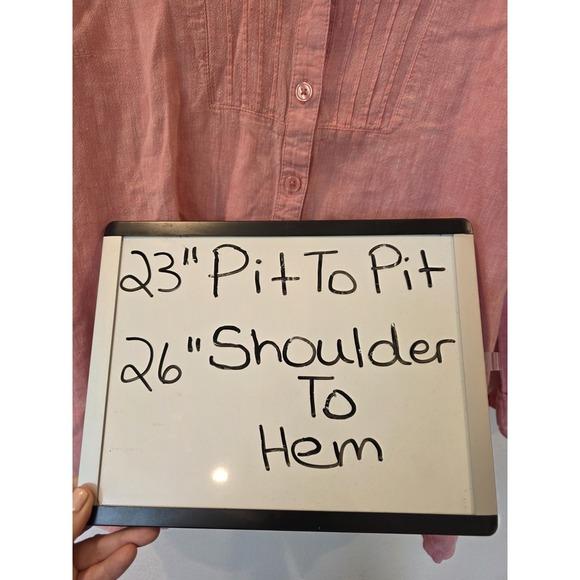 23" Pit To Pit
26" Shoulder
To
Hem